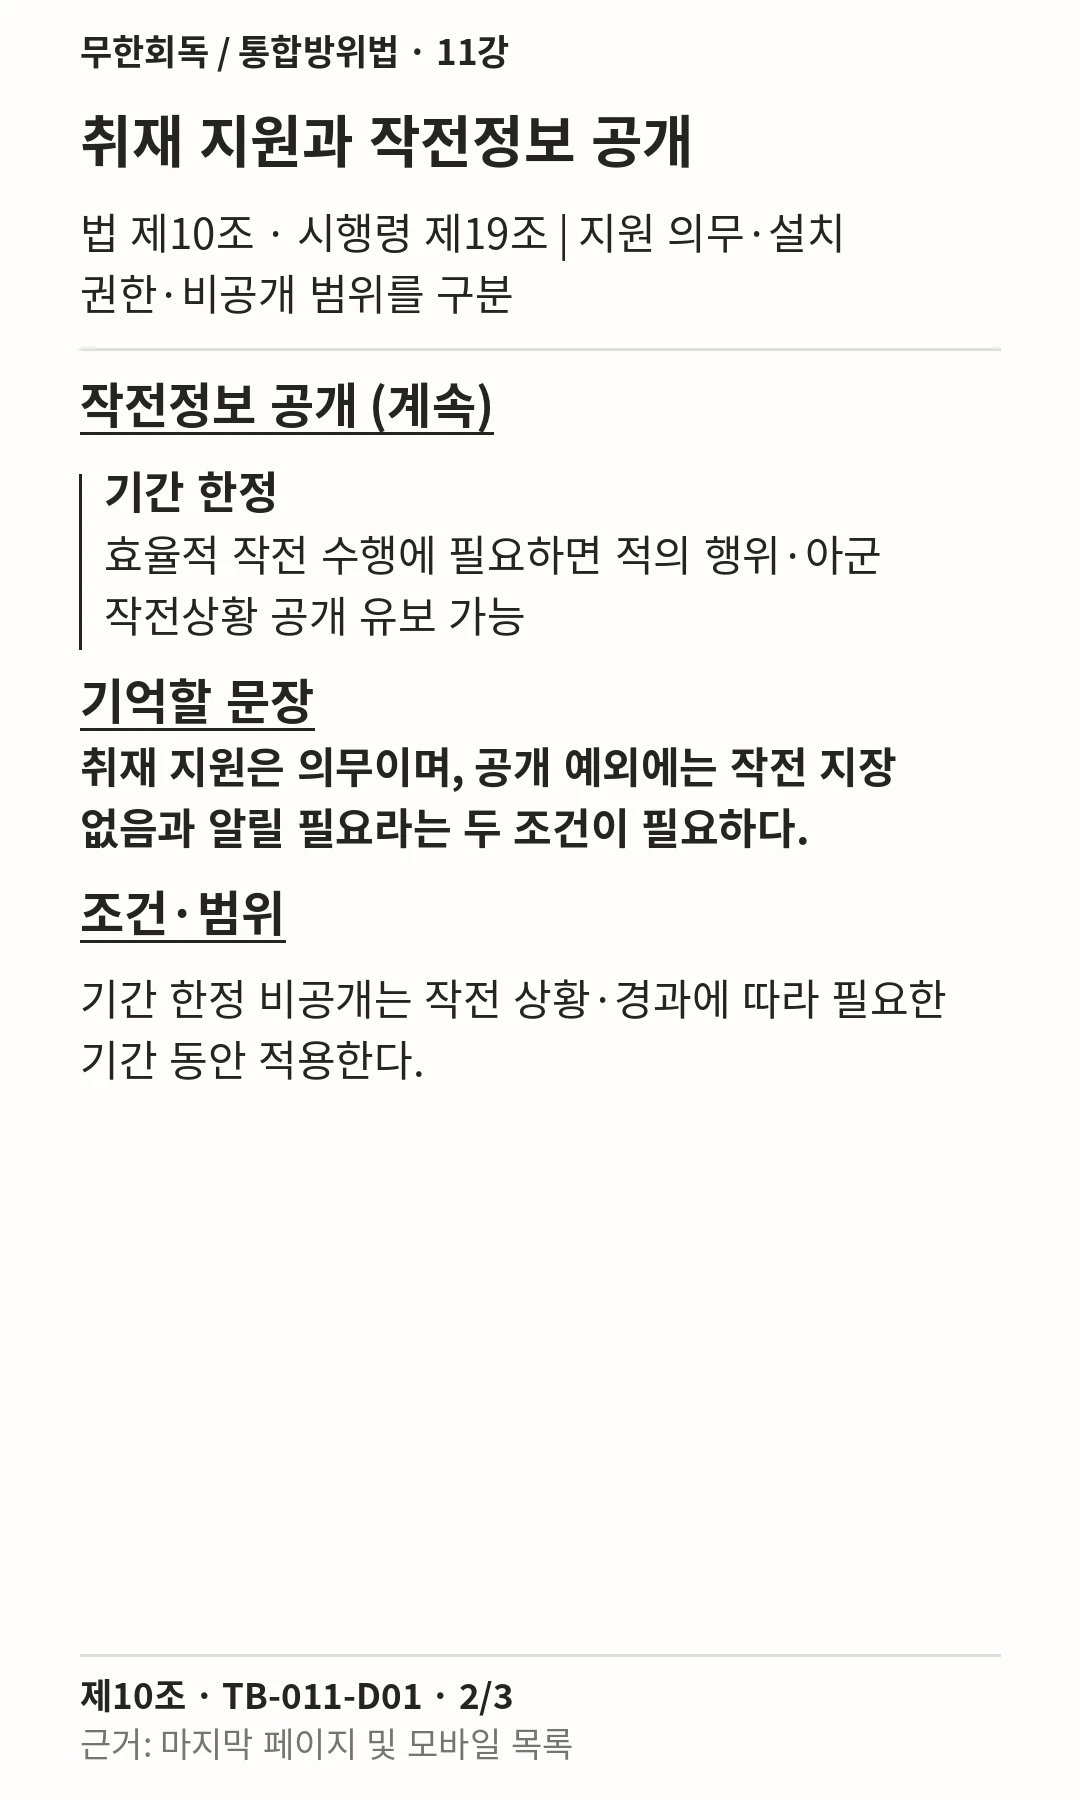 무한회독 / 통합방위법 · 11강
취재 지원과 작전정보 공개
법 제10조 · 시행령 제19조 | 지원 의무·설치
권한·비공개 범위를 구분
작전정보 공개 (계속)
기간 한정
효율적 작전 수행에 필요하면 적의 행위·아군
작전상황 공개 유보 가능
기억할 문장
취재 지원은 의무이며, 공개 예외에는 작전 지장
없음과 알릴 필요라는 두 조건이 필요하다.
조건·범위
기간 한정 비공개는 작전 상황·경과에 따라 필요한
기간 동안 적용한다.
제10조 · TB-011-D01 · 2/3
근거: 마지막 페이지 및 모바일 목록